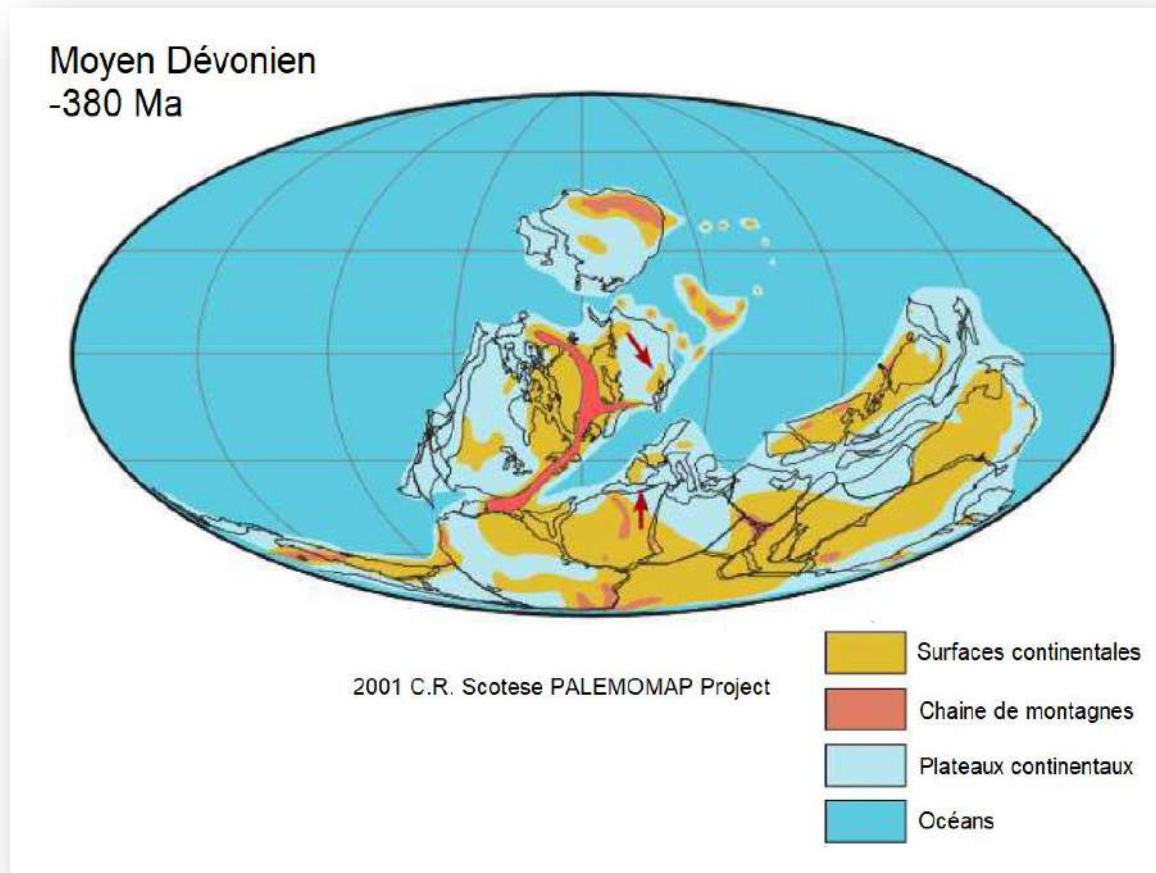 Moyen Dévonien
-380 Ma
2001 C.R. Scotese PALEMOMAP Project
Surfaces continentales
Chaine de montagnes
Plateaux continentaux
Océans